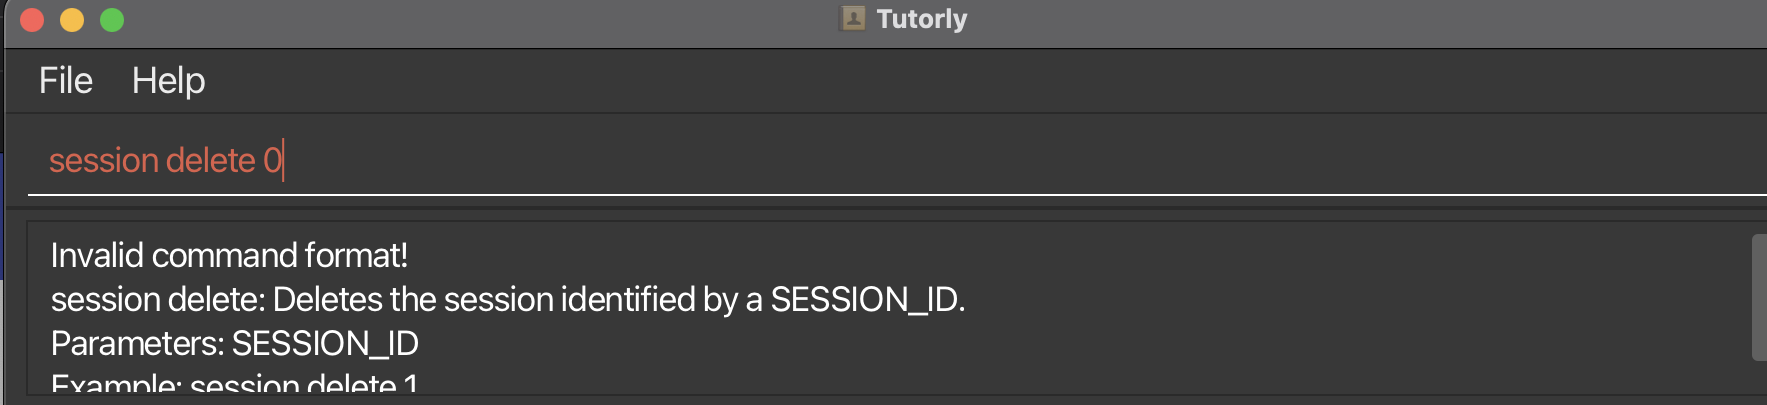 Tutorly
File Help
session delete 0
Invalid command format!
session delete: Deletes the session identified by a SESSION_ID.
Parameters: SESSION_ID
Example: session delete 1